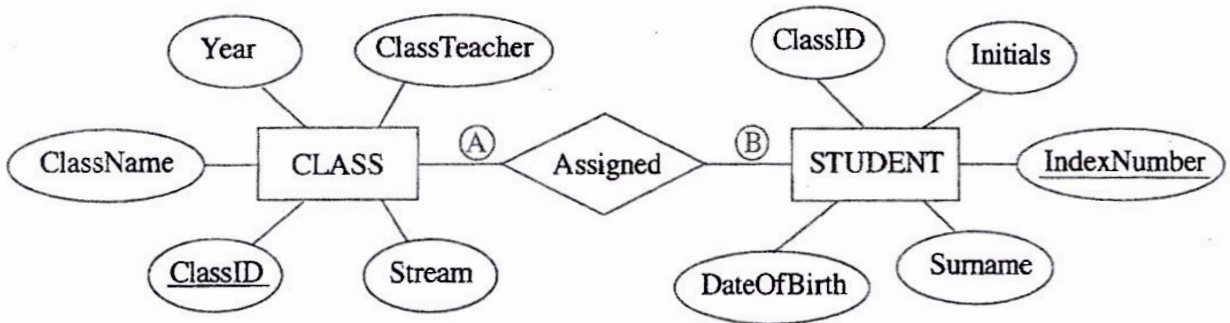 Year
ClassTeacher
ClassID
Initials
ClassName
CLASS
A
Assigned
B
STUDENT
IndexNumber
ClassID
Stream
DateOfBirth
Surname